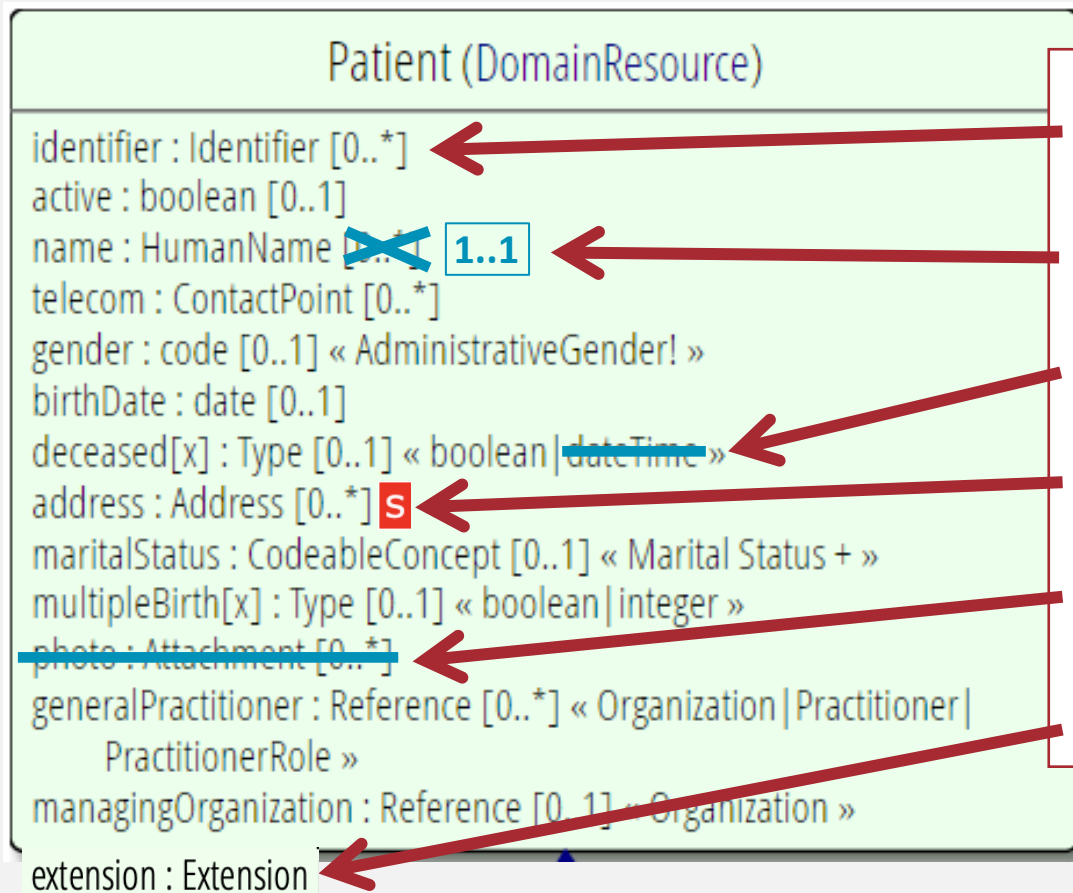 Patient (DomainResource)
identifier : Identifier [0..*]
active : boolean [0..1]
name : HumanName [0..*] 1..1
telecom : ContactPoint [0..*]
gender : code [0..1] « AdministrativeGender! »
birthDate : date [0..1]
deceased[x] : Type [0..1] « boolean|dateTime »
address : Address [0..*] S
maritalStatus : CodeableConcept [0..1] « Marital Status + »
multipleBirth[x] : Type [0..1] « boolean|integer »
photo : Attachment [0..*]
generalPractitioner : Reference [0..*] « Organization|Practitioner|
PractitionerRole »
managingOrganization : Reference [0..1] « Organization »
extension : Extension